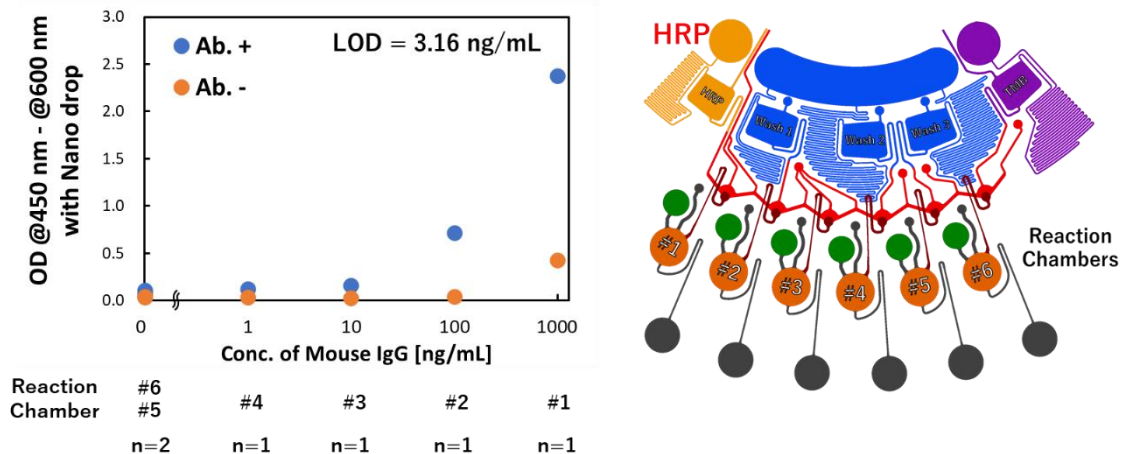 3.0
2.5
2.0
1.5
1.0
0.5
0.0
OD @450 nm - @600 nm
with Nano drop
Ab. +
Ab. -
LOD = 3.16 ng/mL
0 1 10 100 1000
Conc. of Mouse IgG [ng/mL]
Reaction
Chamber
#6
#5
#4
#3
#2
#1
n=2 n=1 n=1 n=1 n=1
HRP
HRP
Wash 1
Wash 2
Wash 3
TMB
#1
#2
#3
#4
#5
#6
Reaction
Chambers